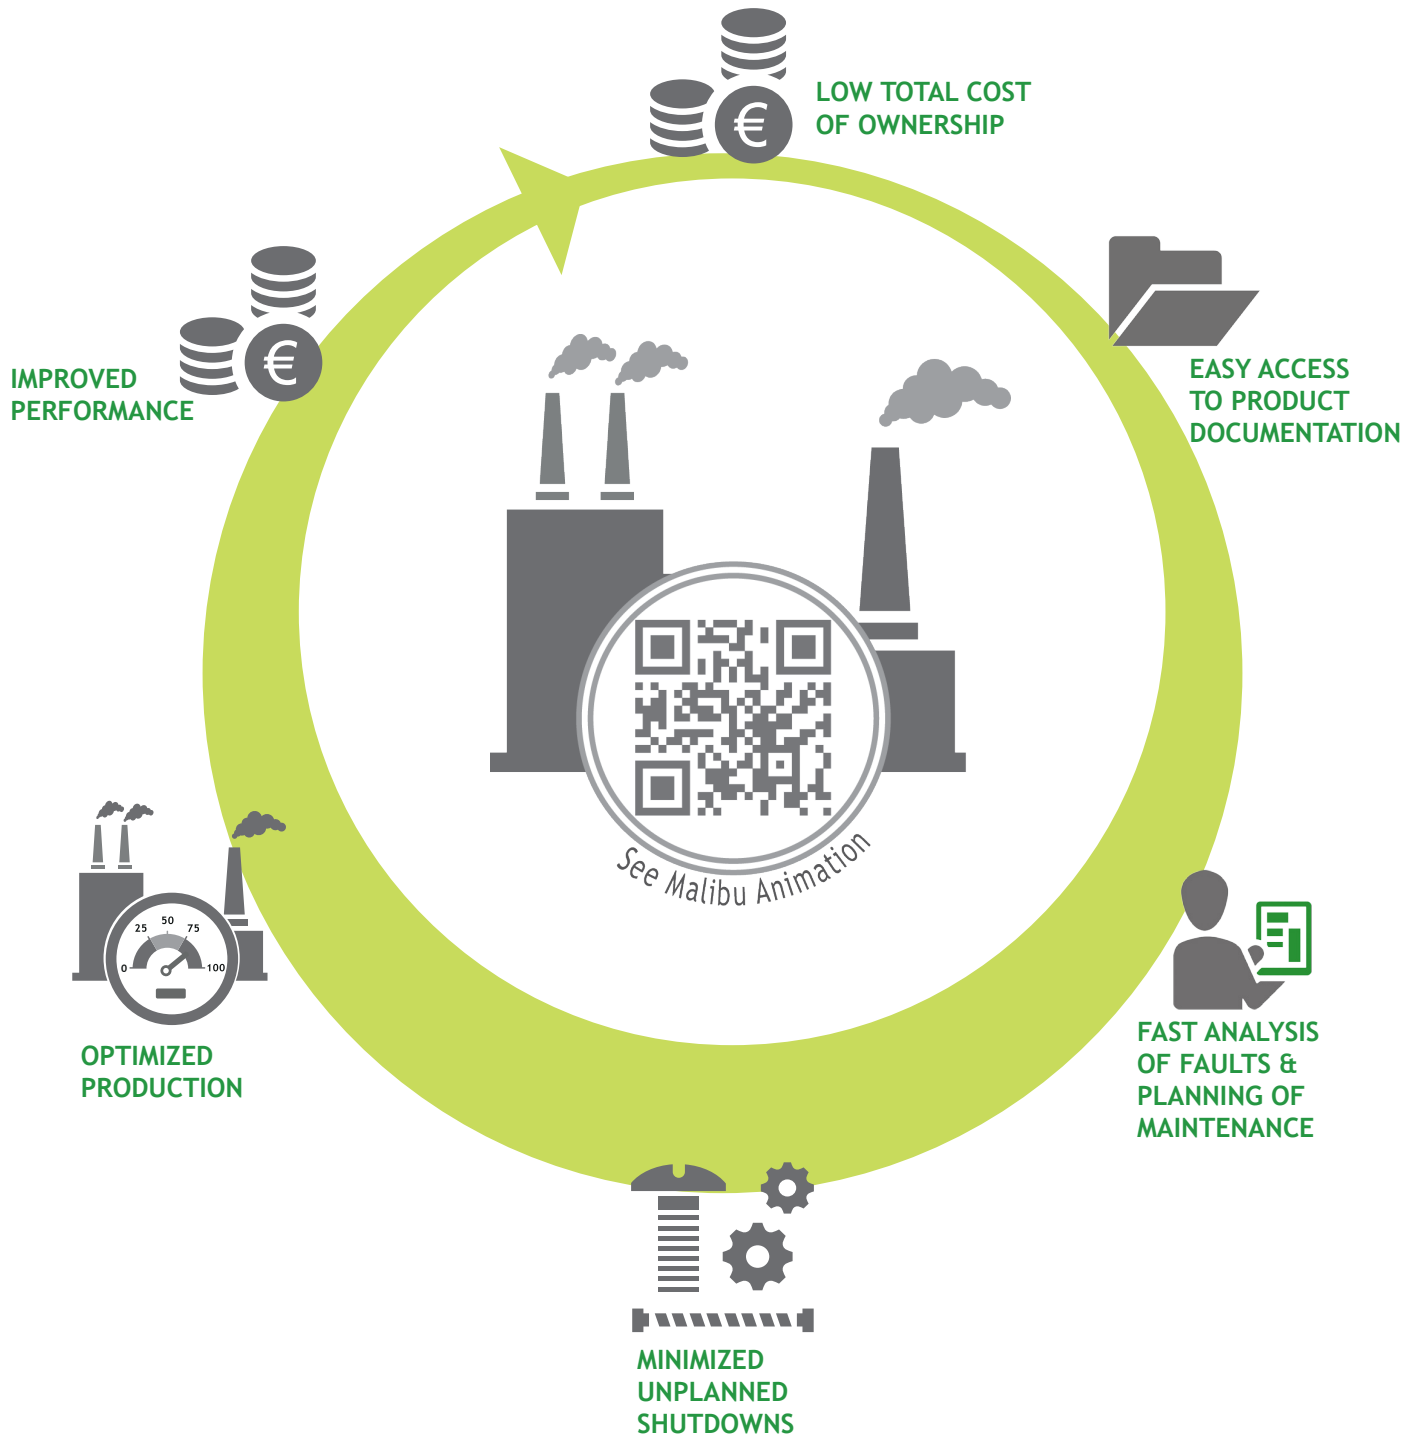 LOW TOTAL COST
OF OWNERSHIP
€
€
IMPROVED
PERFORMANCE
EASY ACCESS
TO PRODUCT
DOCUMENTATION
See Malibu Animation
0
25
50
75
100
OPTIMIZED
PRODUCTION
FAST ANALYSIS
OF FAULTS &
PLANNING OF
MAINTENANCE
MINIMIZED
UNPLANNED
SHUTDOWNS